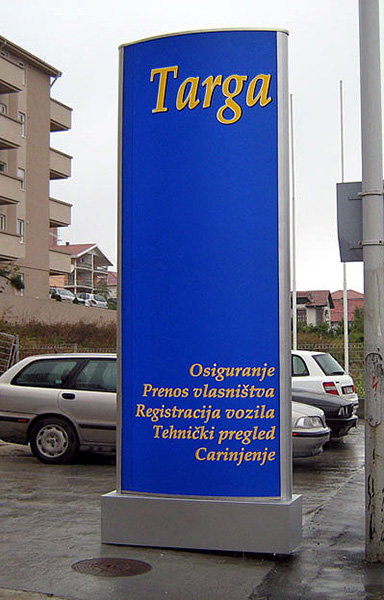 Targa
Osiguranje
Prenos vlasništva
Registracija vozila
Tehnički pregled
Carinjenje